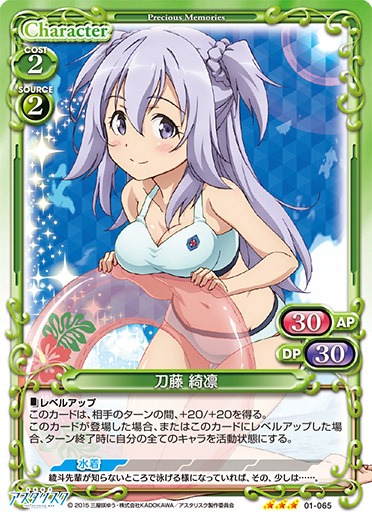 Precious Memories
Character
COST
2
SOURCE
2
30 AP
DP 30
刀藤 綺凛
■レベルアップ
このカードは、相手のターンの間、+20/+20を得る。
このカードが登場した場合、またはこのカードにレベルアップした場
合、ターン終了時に自分の全てのキャラを活動状態にする。
水着
綾斗先輩が知らないところで泳げる様になっていれば、その、少しは……。
アスタリスク
© 2015 三屋咲ゆう・株式会社KADOKAWA/アスタリスク製作委員会
01-065